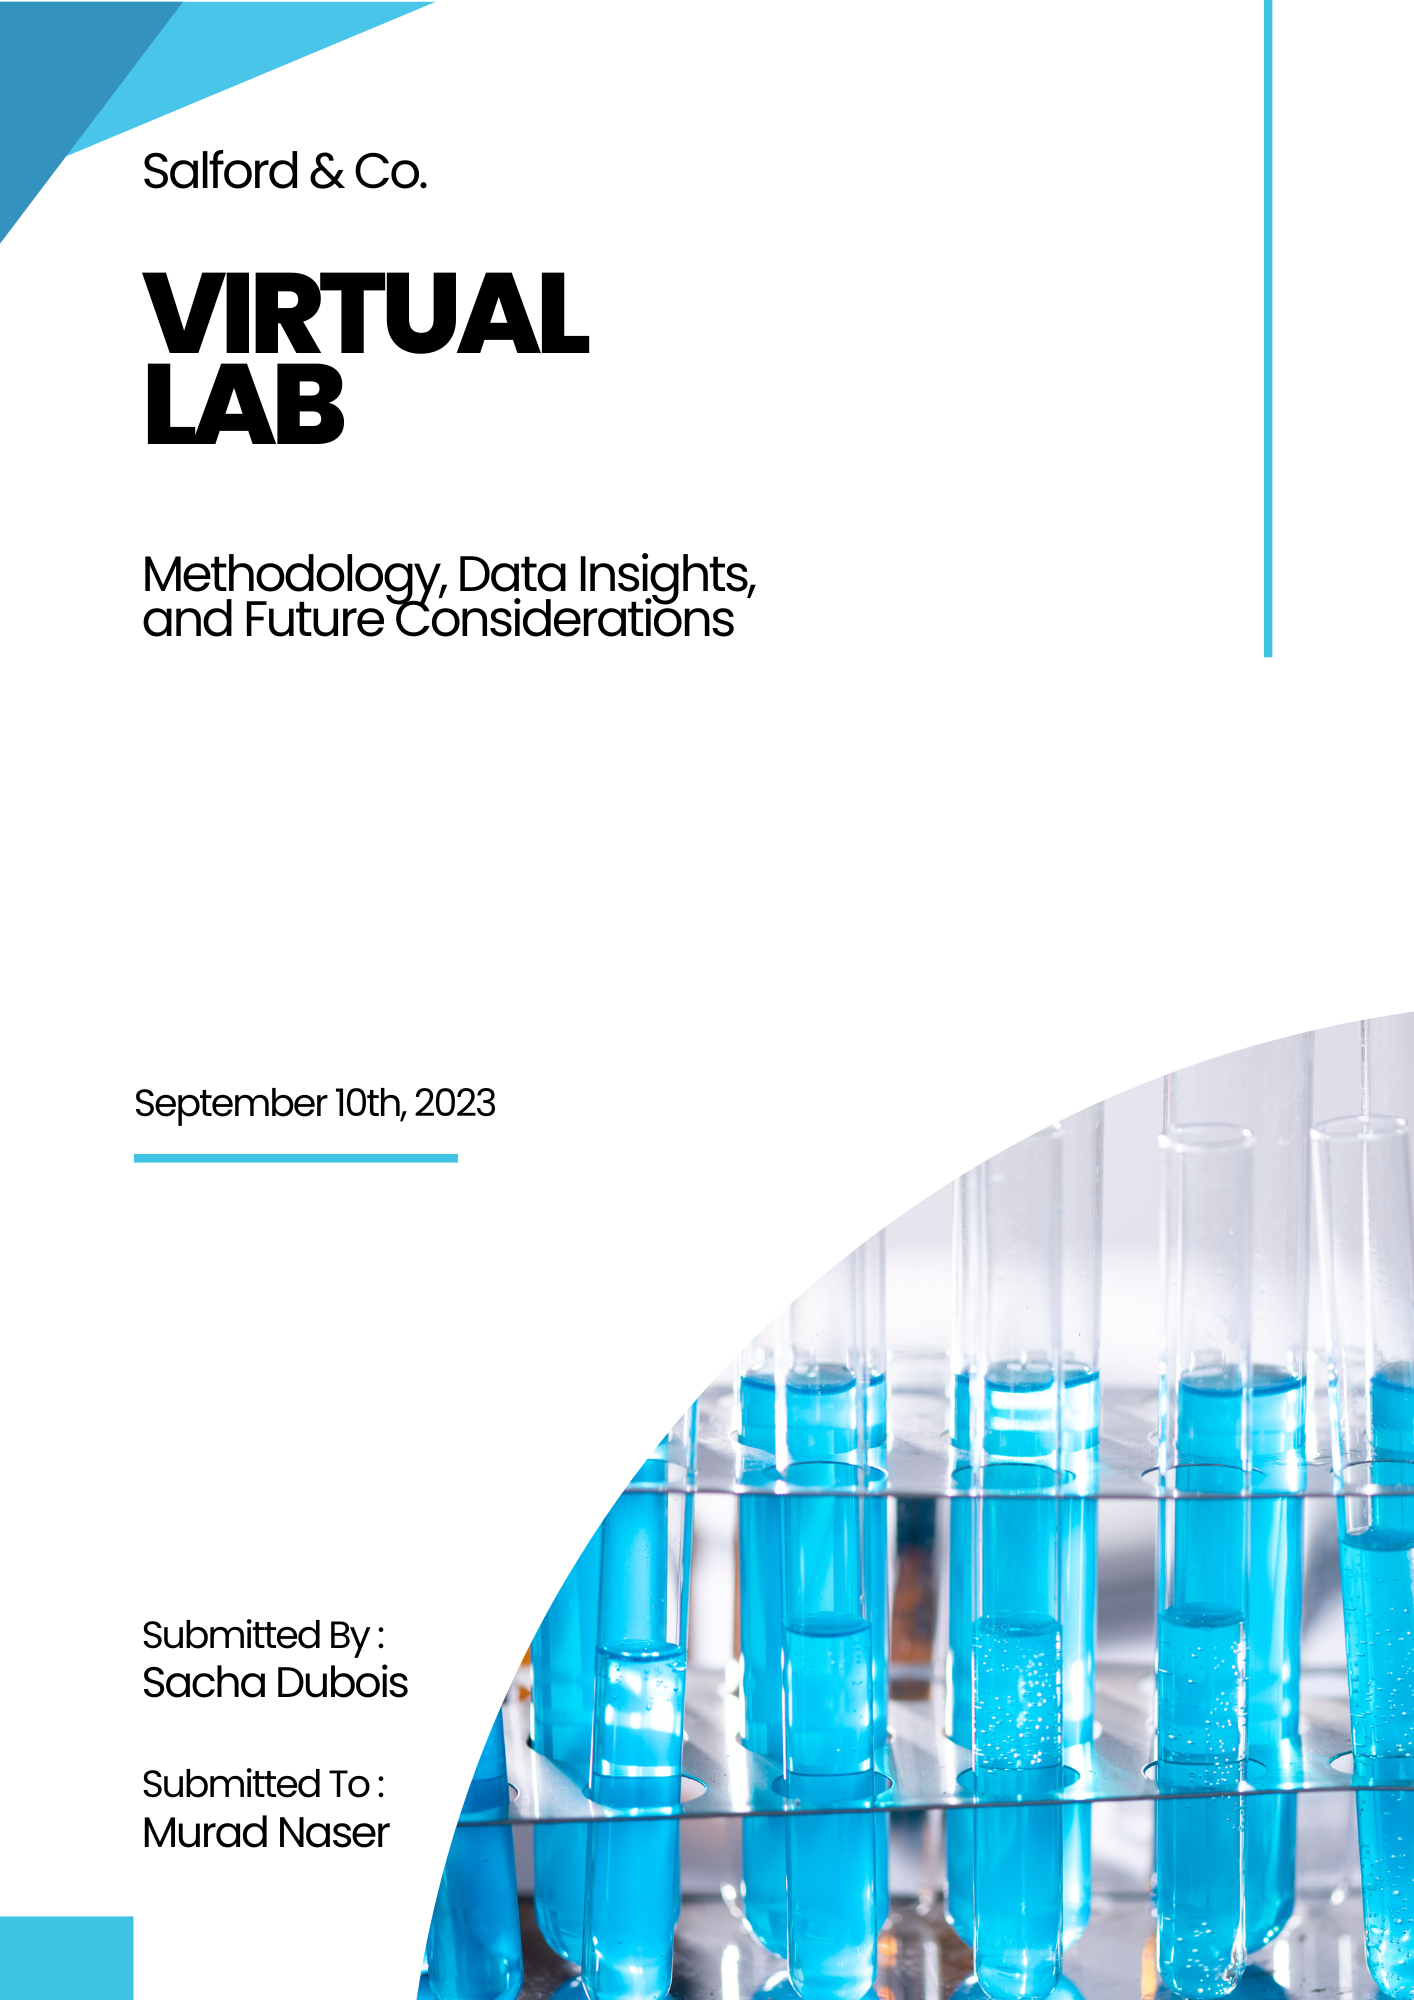 Salford & Co.
VIRTUAL
LAB
Methodology, Data Insights,
and Future Considerations
September 10th, 2023
Submitted By :
Sacha Dubois
Submitted To :
Murad Naser